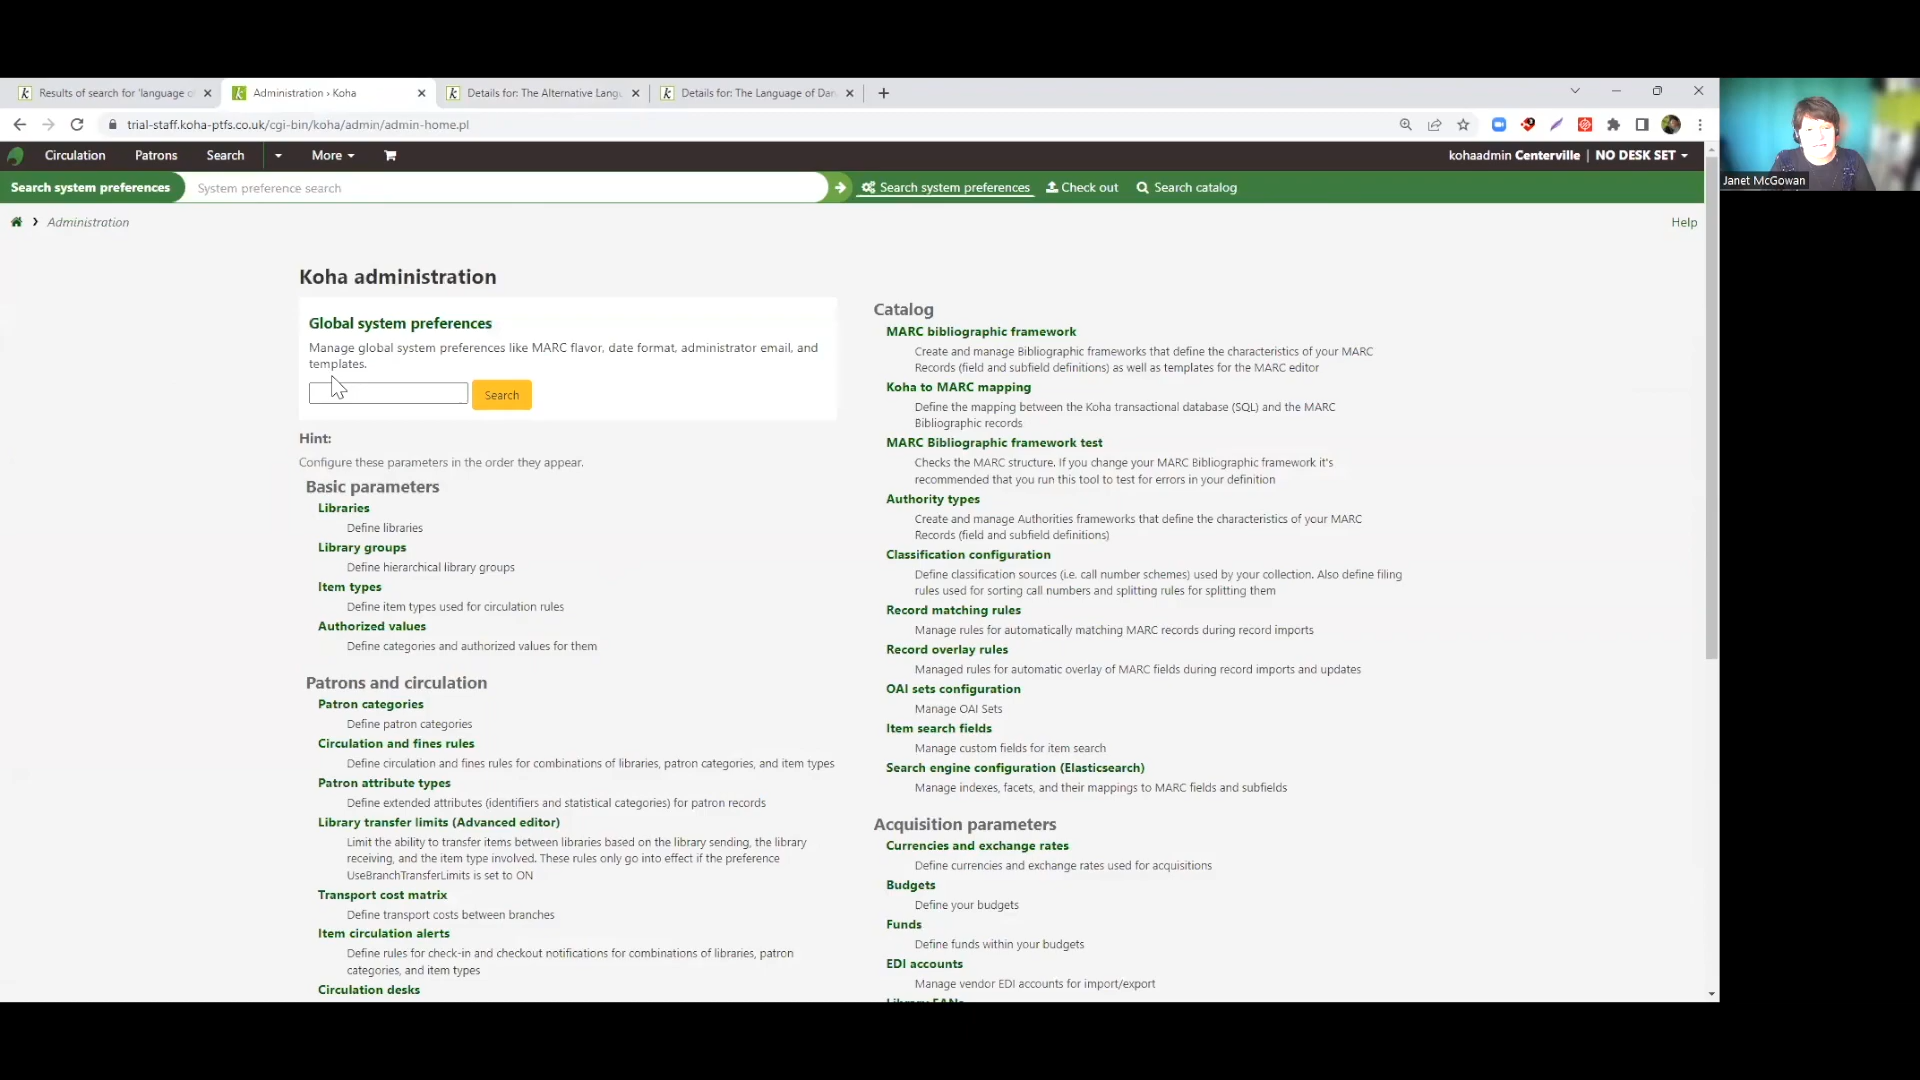 Results of search for 'language o
Administration › Koha
Details for: The Alternative Langu
Details for: The Language of Dan
trial-staff.koha-ptfs.co.uk/cgi-bin/koha/admin/admin-home.pl
Circulation
Patrons
Search
More
kohaadmin Centerville | NO DESK SET
Janet McGowan
Search system preferences
System preference search
Search system preferences
Check out
Search catalog
Administration
Help
Koha administration
Global system preferences
Manage global system preferences like MARC flavor, date format, administrator email, and
templates.
Search
Hint:
Configure these parameters in the order they appear.
Basic parameters
Libraries
Define libraries
Library groups
Define hierarchical library groups
Item types
Define item types used for circulation rules
Authorized values
Define categories and authorized values for them
Patrons and circulation
Patron categories
Define patron categories
Circulation and fines rules
Define circulation and fines rules for combinations of libraries, patron categories, and item types
Patron attribute types
Define extended attributes (identifiers and statistical categories) for patron records
Library transfer limits (Advanced editor)
Limit the ability to transfer items between libraries based on the library sending, the library
receiving, and the item type involved. These rules only go into effect if the preference
UseBranchTransferLimits is set to ON
Transport cost matrix
Define transport costs between branches
Item circulation alerts
Define rules for check-in and checkout notifications for combinations of libraries, patron
categories, and item types
Circulation desks
Catalog
MARC bibliographic framework
Create and manage Bibliographic frameworks that define the characteristics of your MARC
Records (field and subfield definitions) as well as templates for the MARC editor
Koha to MARC mapping
Define the mapping between the Koha transactional database (SQL) and the MARC
Bibliographic records
MARC Bibliographic framework test
Checks the MARC structure. If you change your MARC Bibliographic framework it's
recommended that you run this tool to test for errors in your definition
Authority types
Create and manage Authorities frameworks that define the characteristics of your MARC
Records (field and subfield definitions)
Classification configuration
Define classification sources (i.e. call number schemes) used by your collection. Also define filing
rules used for sorting call numbers and splitting rules for splitting them
Record matching rules
Manage rules for automatically matching MARC records during record imports
Record overlay rules
Managed rules for automatic overlay of MARC fields during record imports and updates
OAI sets configuration
Manage OAI Sets
Item search fields
Manage custom fields for item search
Search engine configuration (Elasticsearch)
Manage indexes, facets, and their mappings to MARC fields and subfields
Acquisition parameters
Currencies and exchange rates
Define currencies and exchange rates used for acquisitions
Budgets
Define your budgets
Funds
Define funds within your budgets
EDI accounts
Manage vendor EDI accounts for import/export
Library EANs